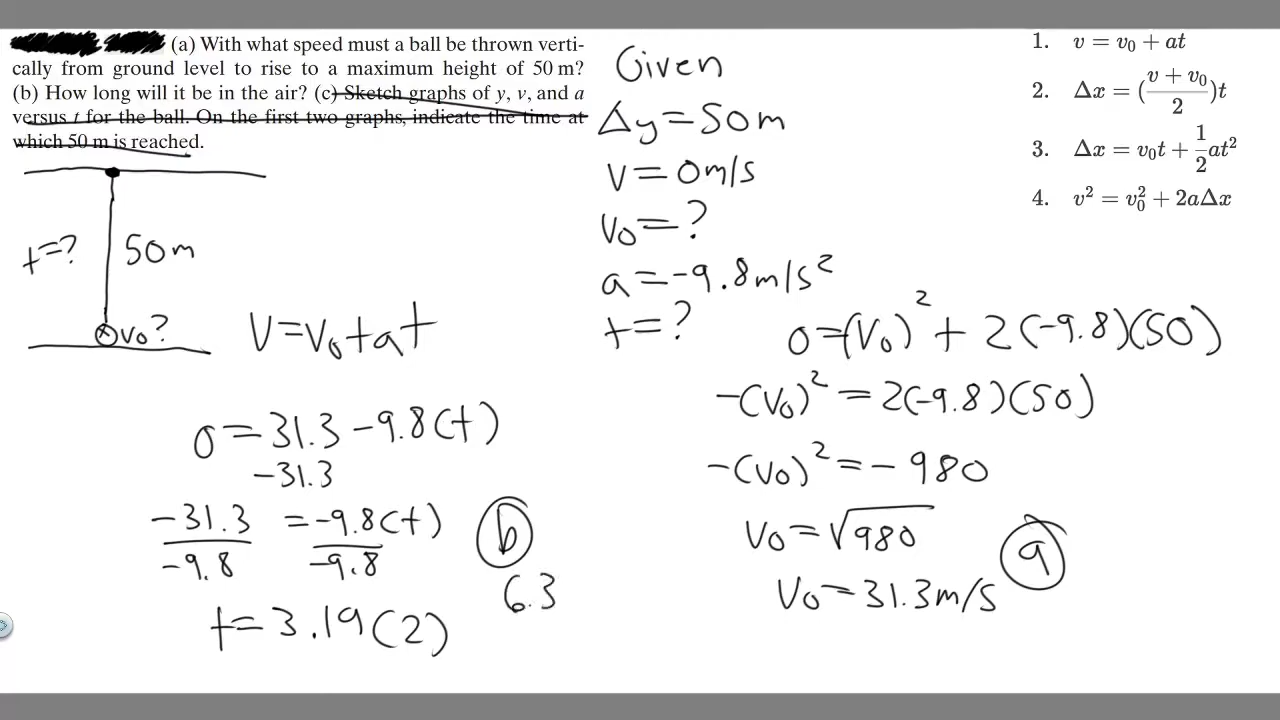 (a) With what speed must a ball be thrown verti-
cally from ground level to rise to a maximum height of 50 m?
(b) How long will it be in the air? (c) Sketch graphs of y, v, and a
versus t for the ball. On the first two graphs, indicate the time at
which 50 m is reached.
t=?
50m
v₀?
V=V₀+at
0=31.3-9.8(t)
-31.3
-31.3/-9.8 = -9.8(t)/-9.8
t=3.19(2)
b
6.3
Given
Δy=50m
v=0m/s
v₀=?
a=-9.8m/s²
t=?
0=(V₀)²+2(-9.8)(50)
-(V₀)²=2(-9.8)(50)
-(V₀)²=-980
V₀=√980
V₀=31.3m/s
a
1. v = v₀ + at
2. Δx = ((v + v₀)/2)t
3. Δx = v₀t + 1/2 at²
4. v² = v₀² + 2aΔx